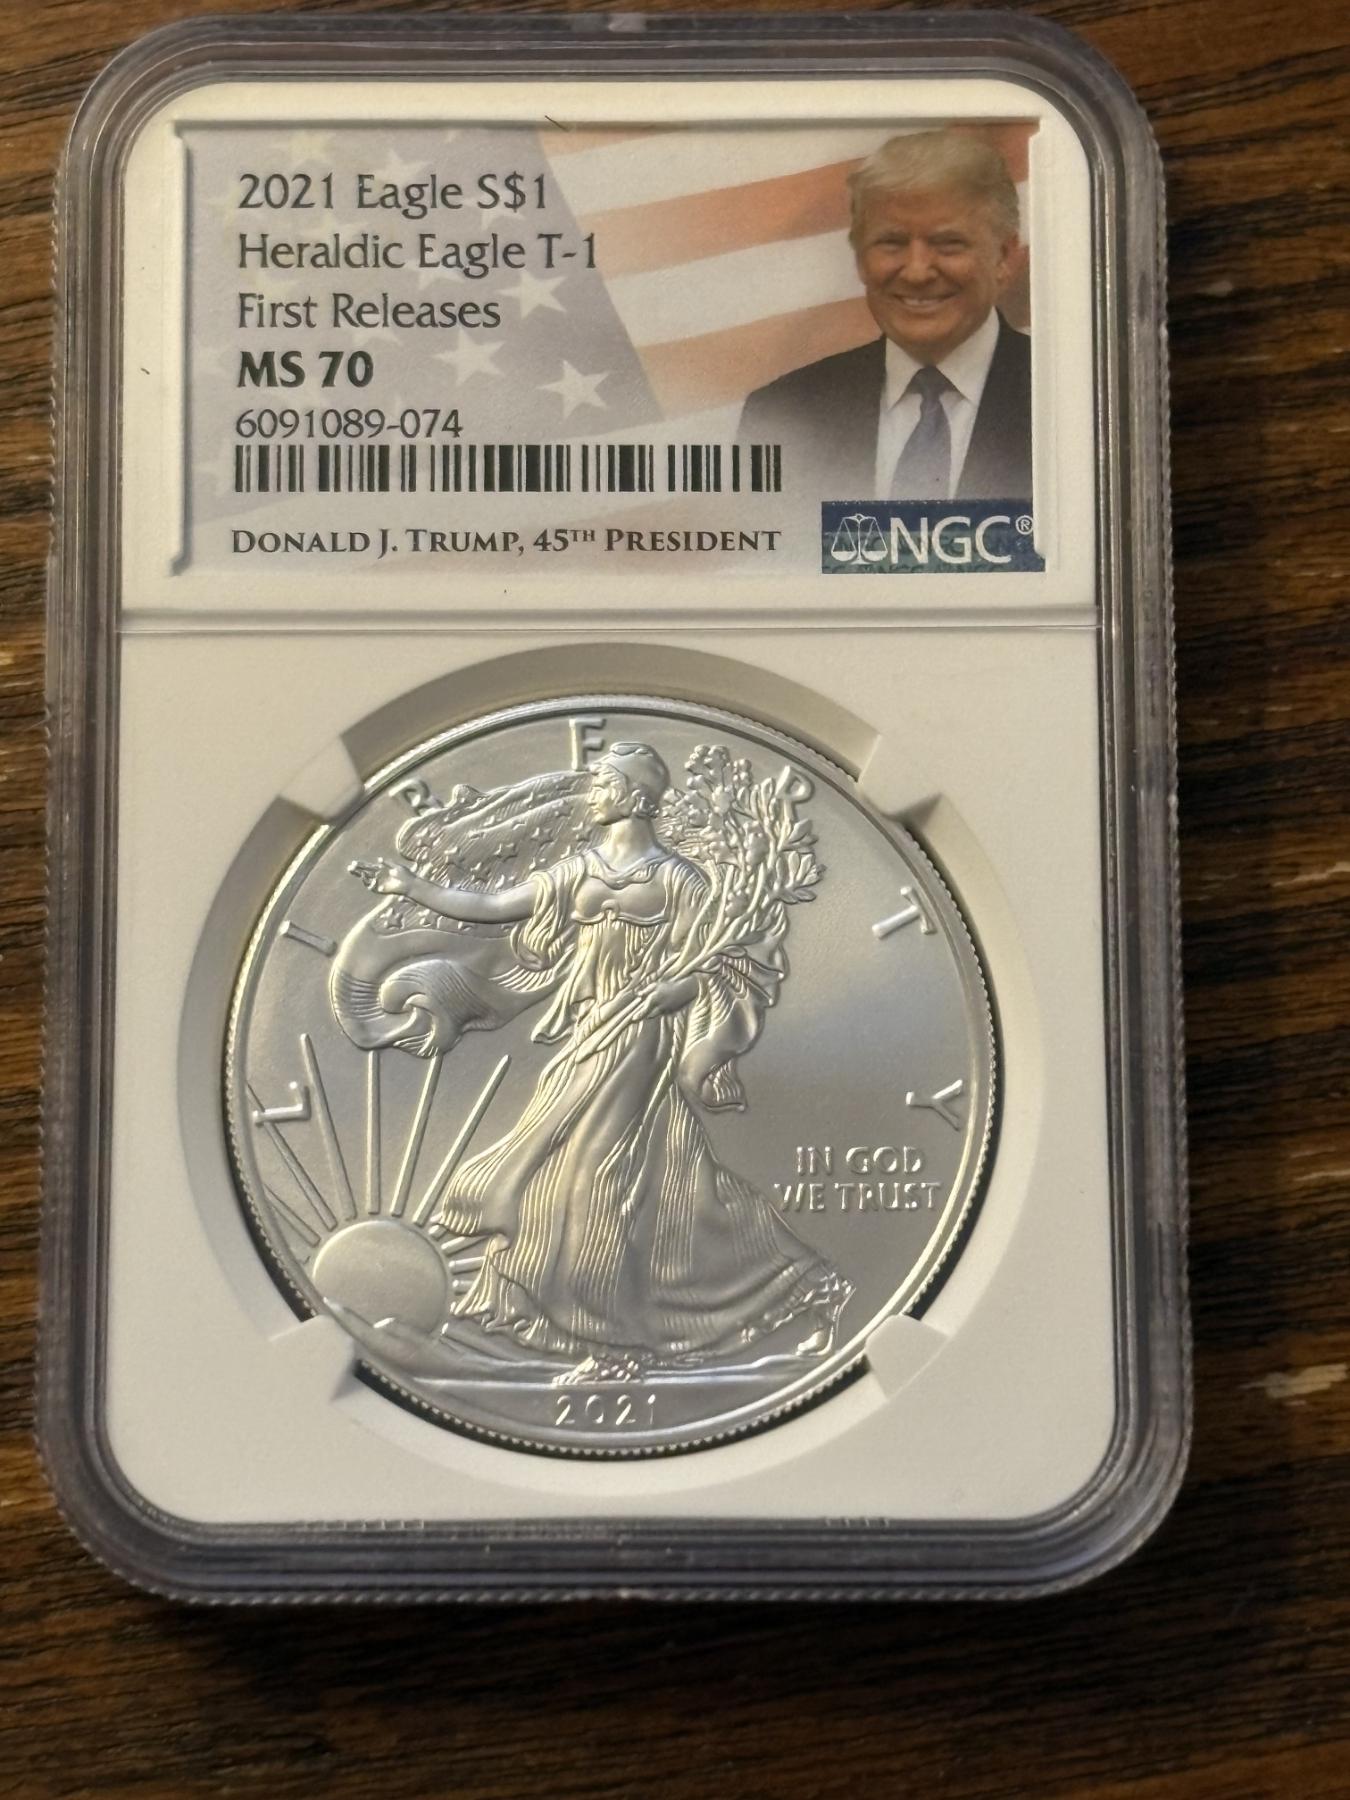 2021 Eagle S$1
Heraldic Eagle T-1
First Releases
MS 70
6091089-074
DONALD J. TRUMP, 45TH PRESIDENT
NGC®
LIBERTY
IN GOD
WE TRUST
2021